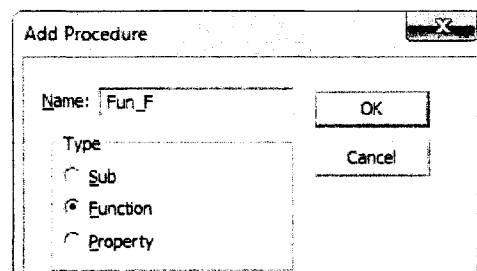 Add Procedure
Name: Fun_F
OK
Type
Cancel
Sub
Function
Property